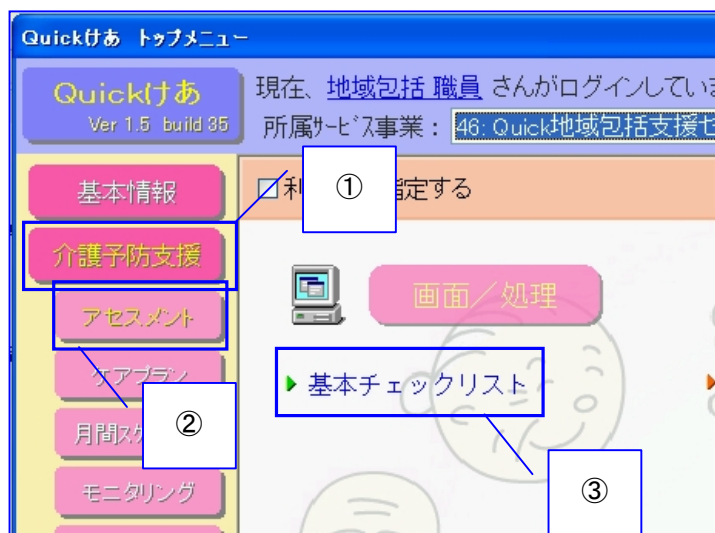 Quickけあ トップメニュー
Quickけあ
Ver 1.5 build 35
現在、地域包括 職員 さんがログインしていま
所属ｻｰﾋﾞｽ事業： 46: Quick地域包括支援セ
基本情報
利 ① 定する
介護予防支援
画面／処理
アセスメント
基本チェックリスト
ケアプラン
月間スケ ②
モニタリング
③